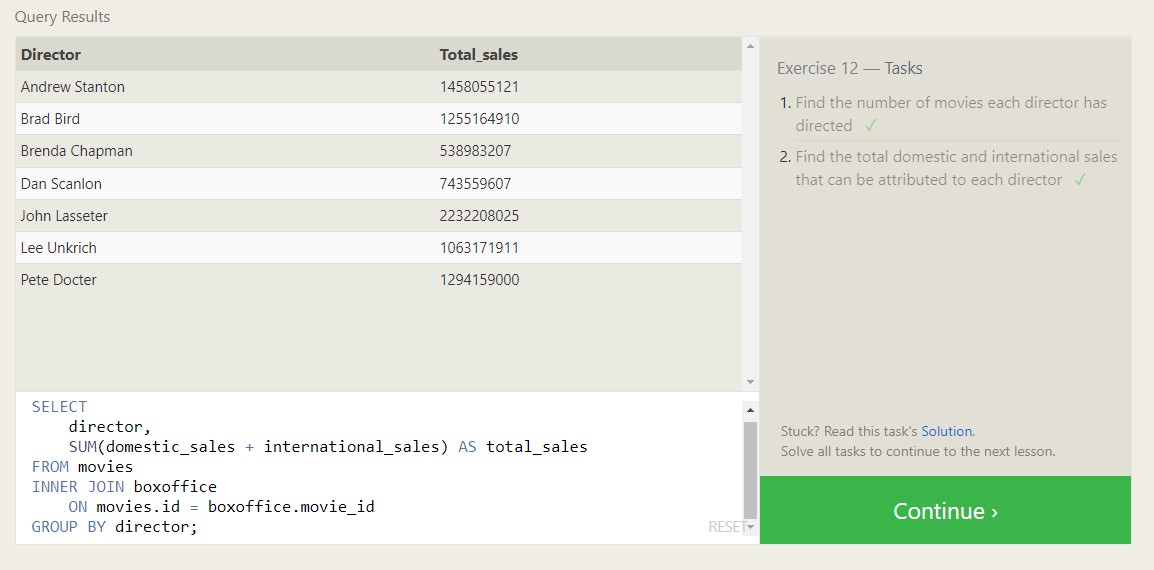 Query Results
Director Total_sales
Andrew Stanton 1458055121
Brad Bird 1255164910
Brenda Chapman 538983207
Dan Scanlon 743559607
John Lasseter 2232208025
Lee Unkrich 1063171911
Pete Docter 1294159000
SELECT
    director,
    SUM(domestic_sales + international_sales) AS total_sales
FROM movies
INNER JOIN boxoffice
    ON movies.id = boxoffice.movie_id
GROUP BY director;
RESET
Exercise 12 — Tasks
1. Find the number of movies each director has
directed ✓
2. Find the total domestic and international sales
that can be attributed to each director ✓
Stuck? Read this task's Solution.
Solve all tasks to continue to the next lesson.
Continue ›